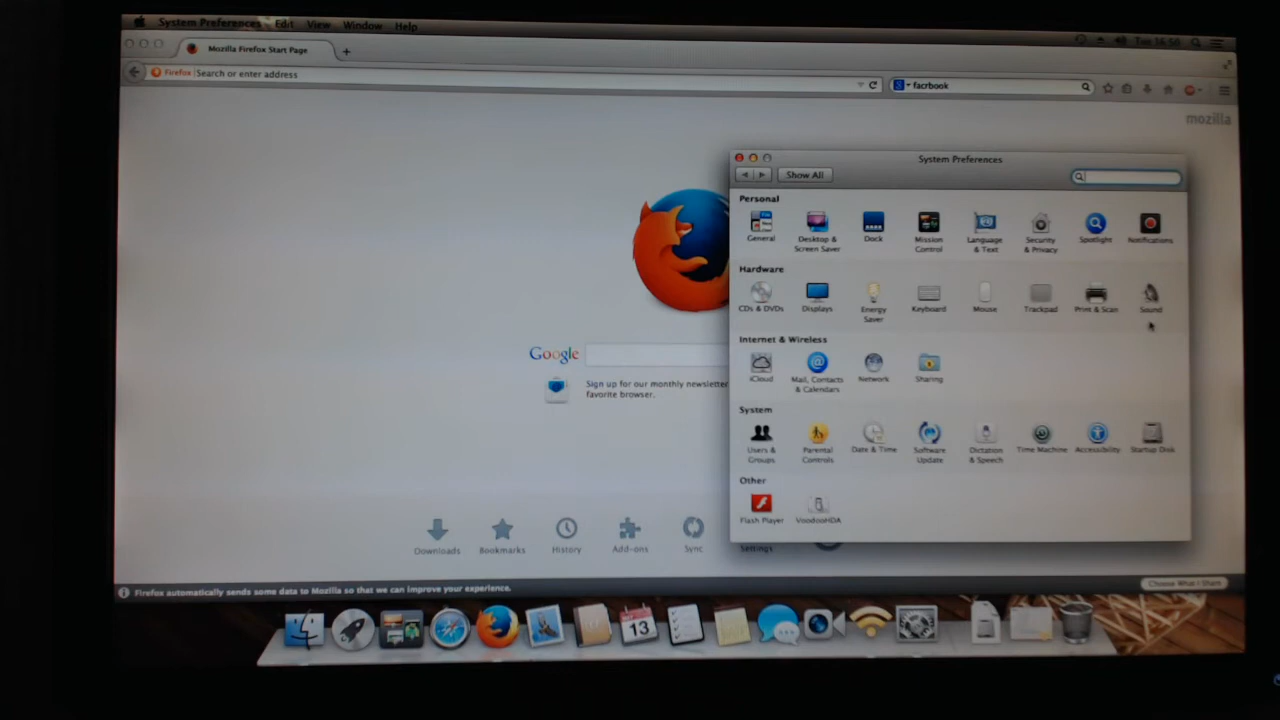 System Preferences Edit View Window Help
Tue 16:50
Mozilla Firefox Start Page
Firefox Search or enter address
facrbook
mozilla
System Preferences
Show All
Personal
General
Desktop & Screen Saver
Dock
Mission Control
Language & Text
Security & Privacy
Spotlight
Notifications
Hardware
CDs & DVDs
Displays
Energy Saver
Keyboard
Mouse
Trackpad
Print & Scan
Sound
Internet & Wireless
iCloud
Mail, Contacts & Calendars
Network
Sharing
System
Users & Groups
Parental Controls
Date & Time
Software Update
Dictation & Speech
Time Machine
Accessibility
Startup Disk
Other
Flash Player
VoodooHDA
Google
Sign up for our monthly newsletter
favorite browser.
Downloads
Bookmarks
History
Add-ons
Sync
Settings
Firefox automatically sends some data to Mozilla so that we can improve your experience.
Choose What I Share
13